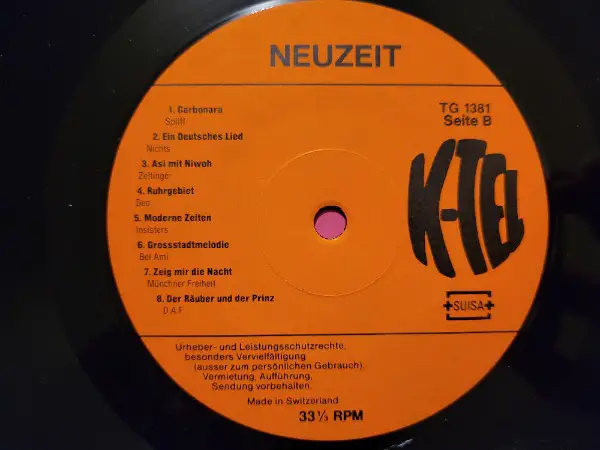 NEUZEIT
1. Carbonara
Spliff
2. Ein Deutsches Lied
Nichts
3. Asi mit Niwoh
Zeltinger
4. Ruhrgebiet
Deo
5. Moderne Zeiten
Insisters
6. Grossstadtmelodie
Bel Ami
7. Zeig mir die Nacht
Münchner Freiheit
8. Der Räuber und der Prinz
D.A.F.
TG 1381
Seite B
K-TEL
SUISA
Urheber- und Leistungsschutzrechte,
besonders Vervielfältigung
(ausser zum persönlichen Gebrauch),
Vermietung, Aufführung,
Sendung vorbehalten.
Made in Switzerland
33⅓ RPM